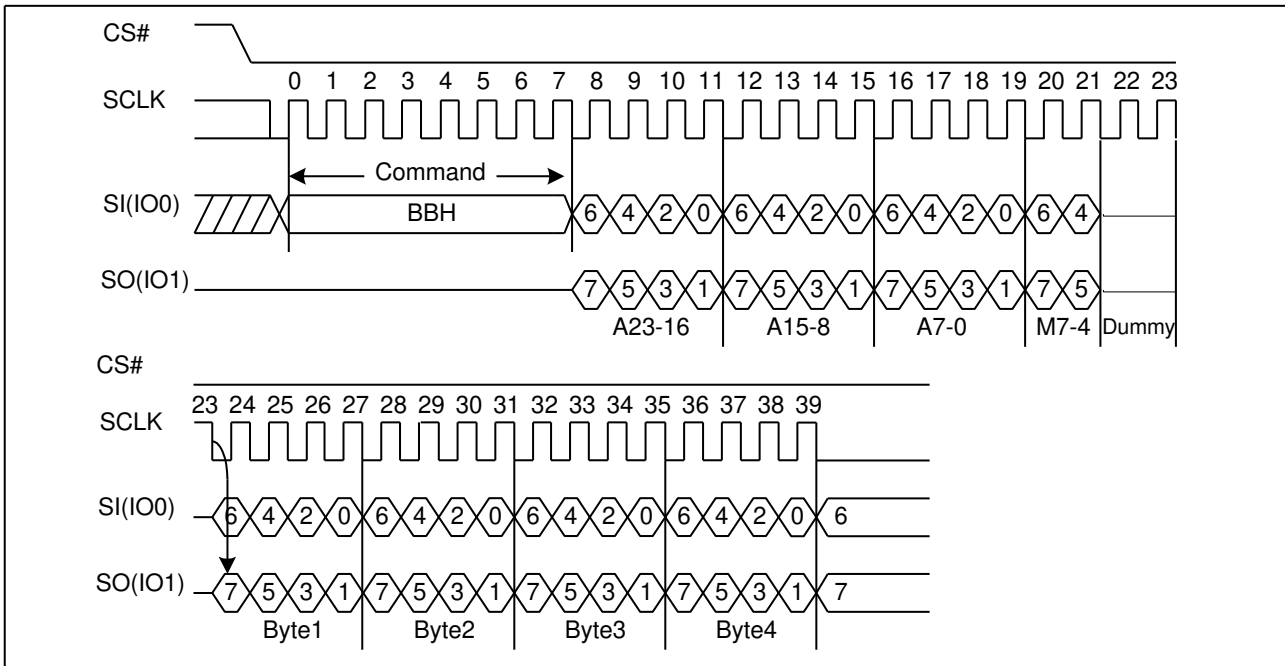 CS#
0 1 2 3 4 5 6 7 8 9 10 11 12 13 14 15 16 17 18 19 20 21 22 23
SCLK
Command
SI(IO0)
BBH
6 4 2 0 6 4 2 0 6 4 2 0 6 4
SO(IO1)
7 5 3 1 7 5 3 1 7 5 3 1 7 5
A23-16 A15-8 A7-0 M7-4 Dummy
CS#
23 24 25 26 27 28 29 30 31 32 33 34 35 36 37 38 39
SCLK
SI(IO0)
6 4 2 0 6 4 2 0 6 4 2 0 6 4 2 0 6
SO(IO1)
7 5 3 1 7 5 3 1 7 5 3 1 7 5 3 1 7
Byte1 Byte2 Byte3 Byte4